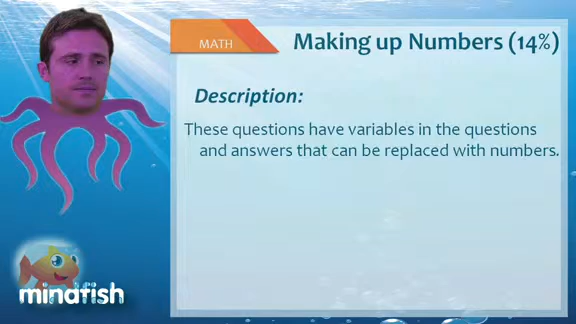 MATH
Making up Numbers (14%)
Description:
These questions have variables in the questions
and answers that can be replaced with numbers.
minafish